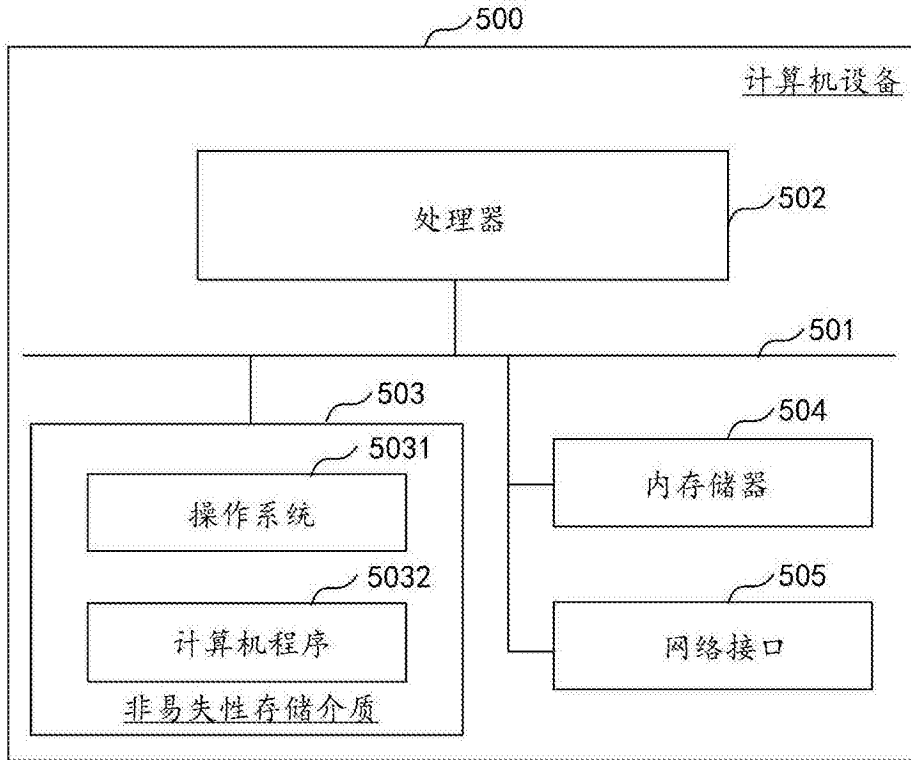 500
计算机设备
502
处理器
501
503
5031
操作系统
5032
计算机程序
非易失性存储介质
504
内存储器
505
网络接口